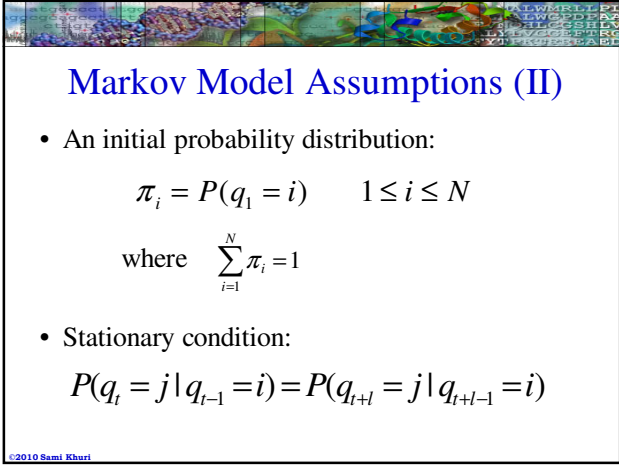 Markov Model Assumptions (II)
• An initial probability distribution:
π_i = P(q_1 = i)    1 ≤ i ≤ N
where  \sum_{i=1}^{N} π_i = 1
• Stationary condition:
P(q_t = j | q_{t-1} = i) = P(q_{t+l} = j | q_{t+l-1} = i)
©2010 Sami Khuri